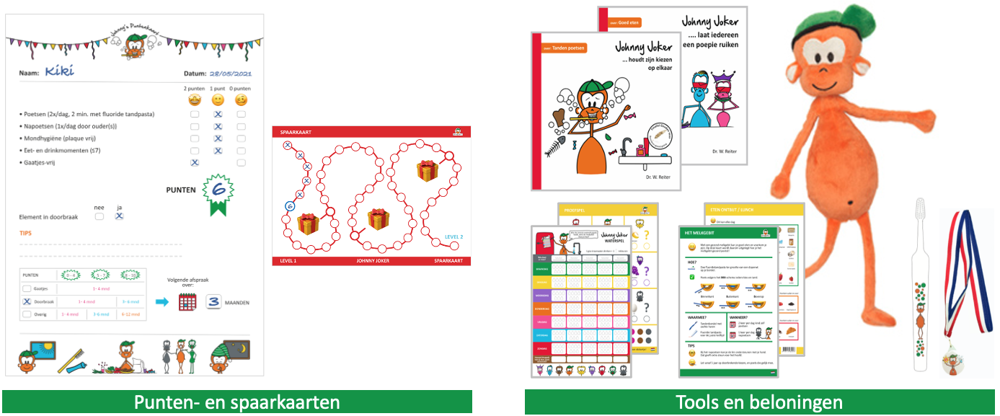 Johnny's Puntenkaart
Naam: Kiki
Datum: 28/05/2021
2 punten 1 punt 0 punten
• Poetsen (2x/dag, 2 min. met fluoride tandpasta)
• Napoetsen (1x/dag door ouder(s))
• Mondhygiëne (plaque vrij)
• Eet- en drinkmomenten (≤7)
• Gaatjes-vrij
PUNTEN 6
nee ja
Element in doorbraak
TIPS
PUNTEN 0 - 4 5 - 7 8 - 10
Gaatjes 1- 4 mnd
Doorbraak 1- 4 mnd 3- 6 mnd
Overig 1- 4 mnd 3-6 mnd 6-12 mnd
Volgende afspraak
over:
3 MAANDEN
SPAARKAART
6
LEVEL 2
LEVEL 1 JOHNNY JOKER SPAARKAART
Punten- en spaarkaarten
over: Goed eten
Johnny Joker
.... laat iedereen
een poepie ruiken
Dr. W. Reiter
over: Tanden poetsen
Johnny Joker
... houdt zijn kiezen
op elkaar
Dr. W. Reiter
PROEFSPEL
?
?
?
Johnny Joker
WATERSPEL
ETEN ONTBIJT / LUNCH
HET MELKGEBIT
HOE?
Binnenkant Buitenkant Bovenop
WAARMEE?
WANNEER?
TIPS
Tools en beloningen